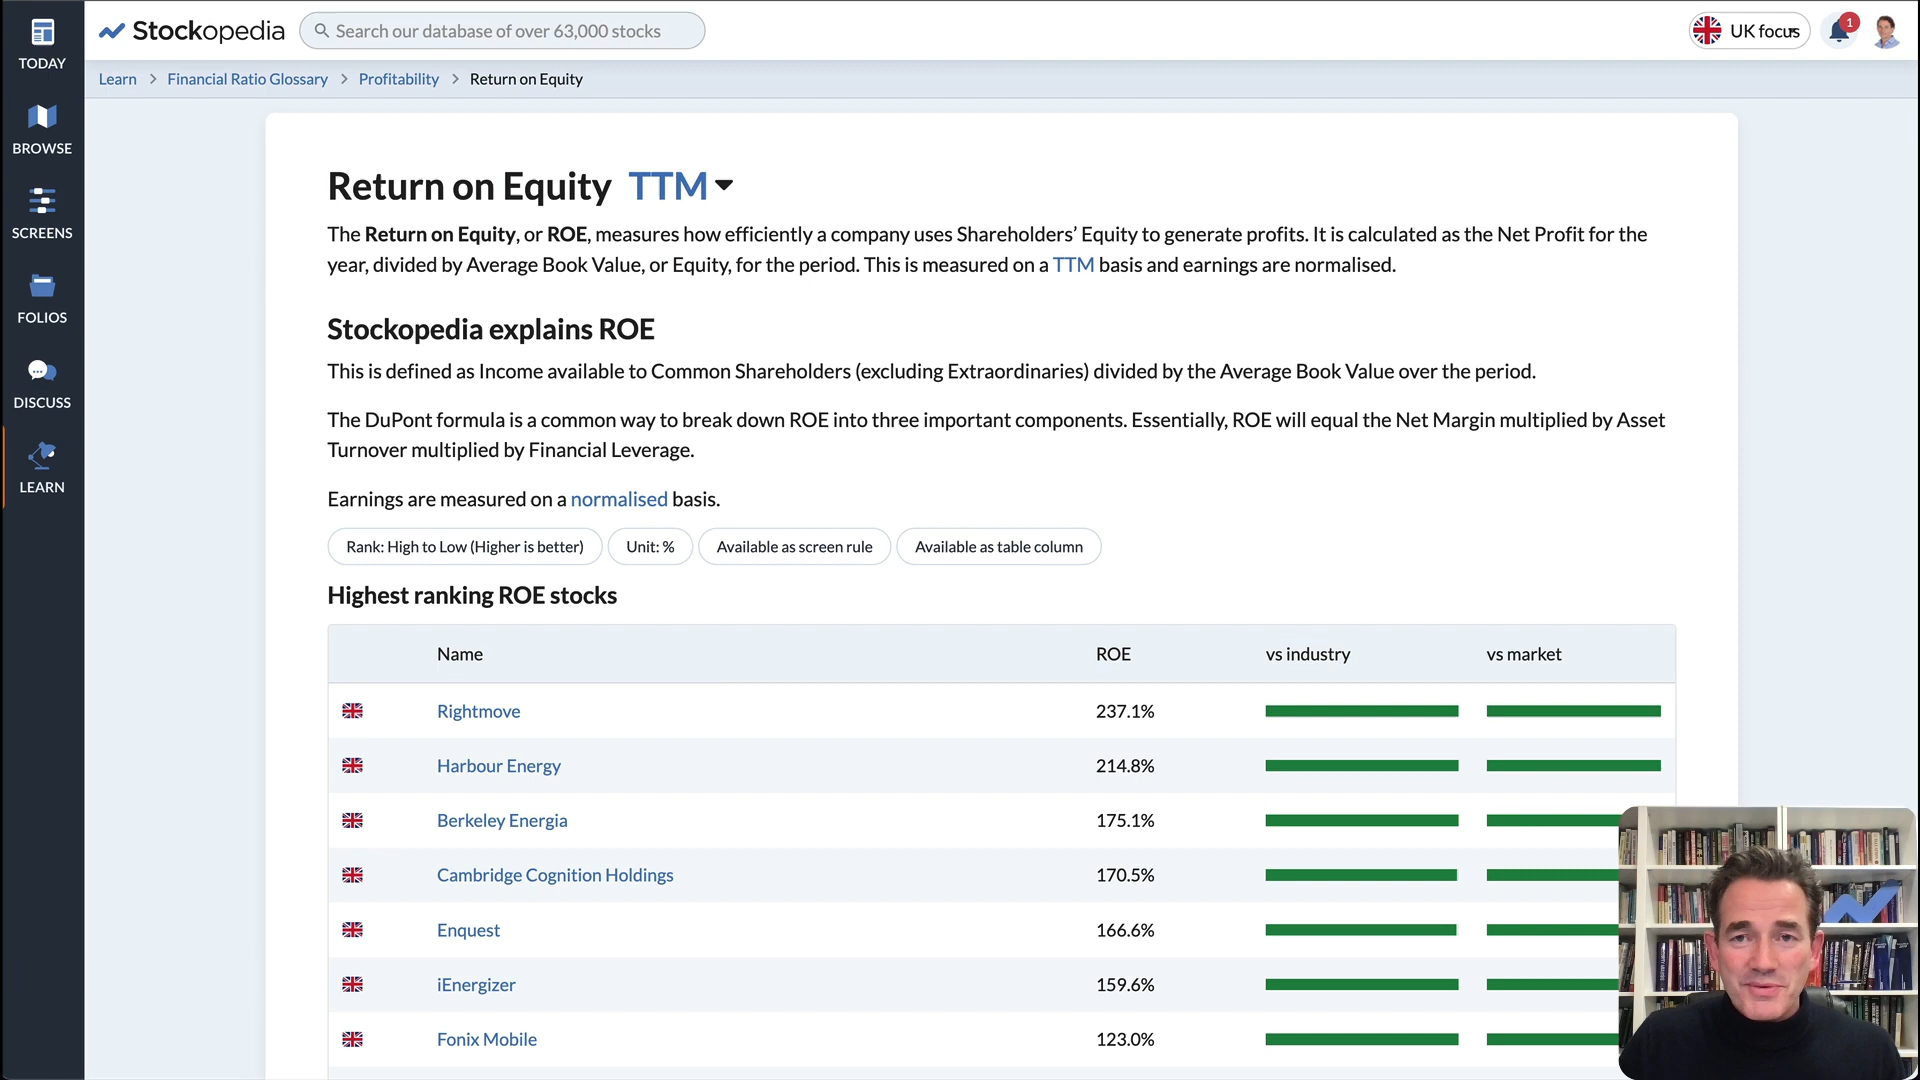 TODAY
BROWSE
SCREENS
FOLIOS
DISCUSS
LEARN
Stockopedia
Search our database of over 63,000 stocks
UK focus
1
Learn > Financial Ratio Glossary > Profitability > Return on Equity
Return on Equity TTM
The Return on Equity, or ROE, measures how efficiently a company uses Shareholders’ Equity to generate profits. It is calculated as the Net Profit for the
year, divided by Average Book Value, or Equity, for the period. This is measured on a TTM basis and earnings are normalised.
Stockopedia explains ROE
This is defined as Income available to Common Shareholders (excluding Extraordinaries) divided by the Average Book Value over the period.
The DuPont formula is a common way to break down ROE into three important components. Essentially, ROE will equal the Net Margin multiplied by Asset
Turnover multiplied by Financial Leverage.
Earnings are measured on a normalised basis.
Rank: High to Low (Higher is better) Unit: % Available as screen rule Available as table column
Highest ranking ROE stocks
Name ROE vs industry vs market
Rightmove 237.1%
Harbour Energy 214.8%
Berkeley Energia 175.1%
Cambridge Cognition Holdings 170.5%
Enquest 166.6%
iEnergizer 159.6%
Fonix Mobile 123.0%